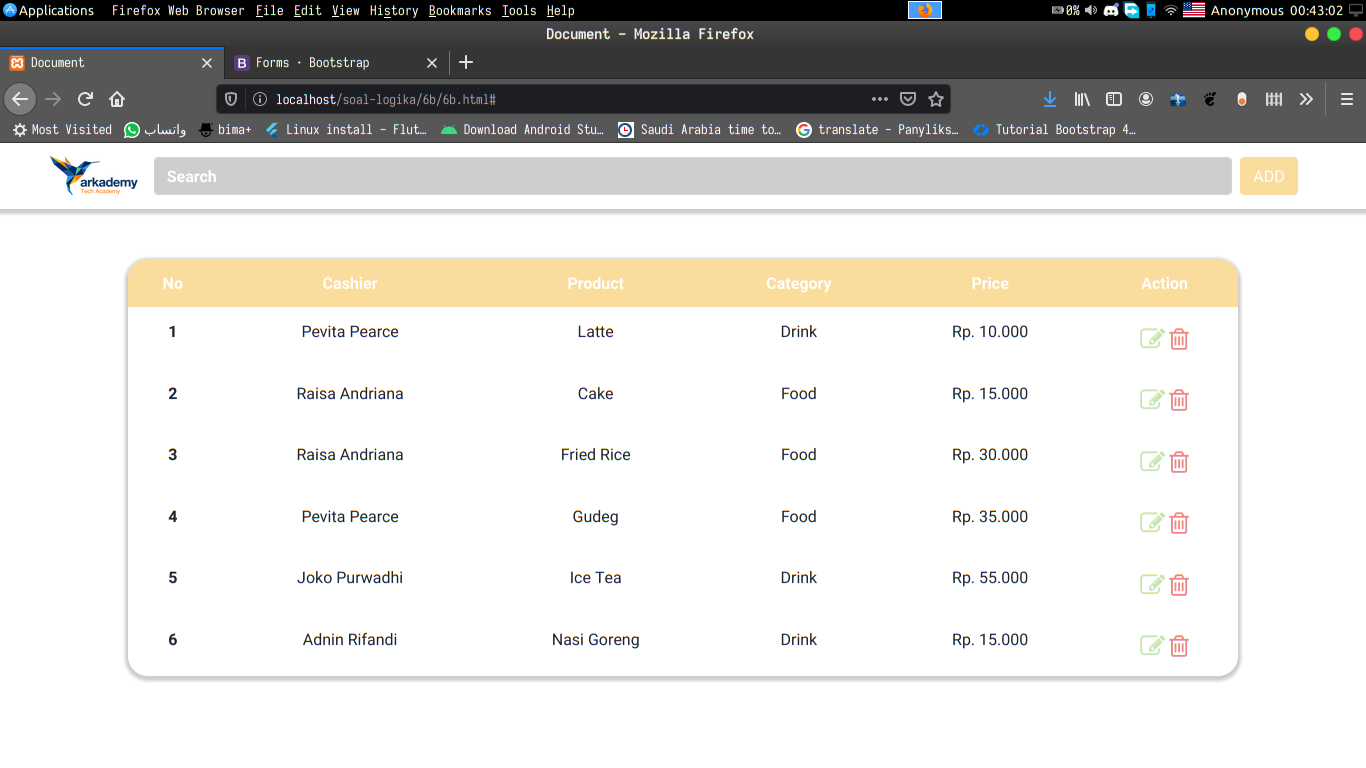 Applications Firefox Web Browser File Edit View History Bookmarks Tools Help 0% Anonymous 00:43:02
Document - Mozilla Firefox
Document Forms · Bootstrap
localhost/soal-logika/6b/6b.html#
Most Visited واتساب bima+ Linux install - Flut… Download Android Stu… Saudi Arabia time to… translate - Panyliks… Tutorial Bootstrap 4…
arkademy
Tech Academy
Search ADD
No Cashier Product Category Price Action
1 Pevita Pearce Latte Drink Rp. 10.000
2 Raisa Andriana Cake Food Rp. 15.000
3 Raisa Andriana Fried Rice Food Rp. 30.000
4 Pevita Pearce Gudeg Food Rp. 35.000
5 Joko Purwadhi Ice Tea Drink Rp. 55.000
6 Adnin Rifandi Nasi Goreng Drink Rp. 15.000